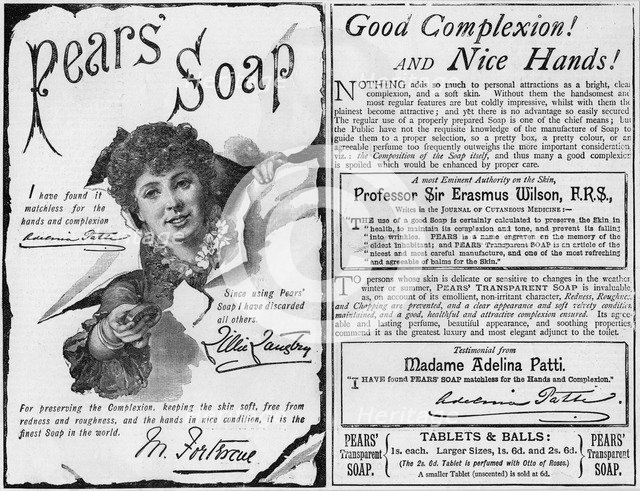 Pears'
Soap
I have found it
matchless for the
hands and complexion
Adelina Patti
Since using Pears'
Soap I have discarded
all others.
Lillie Langtry
For preserving the Complexion, keeping the skin soft, free from
redness and roughness, and the hands in nice condition, it is the
finest Soap in the world.
M. Fortescue
Good Complexion!
AND Nice Hands!
NOTHING adds so much to personal attractions as a bright, clear
complexion, and a soft skin. Without them the handsomest and
most regular features are but coldly impressive, whilst with them the
plainest become attractive; and yet there is no advantage so easily secured.
The regular use of a properly prepared Soap is one of the chief means; but
the Public have not the requisite knowledge of the manufacture of Soap to
guide them to a proper selection, so a pretty box, a pretty colour, or an
agreeable perfume too frequently outweighs the more important consideration,
viz.: the Composition of the Soap itself, and thus many a good complexion
is spoiled which would be enhanced by proper care.
A most Eminent Authority on the Skin,
Professor Sir Erasmus Wilson, F.R.S.,
Writes in the JOURNAL OF CUTANEOUS MEDICINE:—
"THE use of a good Soap is certainly calculated to preserve the Skin in
"health, to maintain its complexion and tone, and prevent its falling
"into wrinkles. PEARS is a name engraven on the memory of the
"oldest inhabitant; and PEARS' Transparent SOAP is an article of the
"nicest and most careful manufacture, and one of the most refreshing
"and agreeable of balms for the Skin."
TO persons whose skin is delicate or sensitive to changes in the weather,
winter or summer, PEARS' TRANSPARENT SOAP is invaluable,
as, on account of its emollient, non-irritant character, Redness, Roughness
and Chapping are prevented, and a clear appearance and soft velvety condition
maintained, and a good, healthful and attractive complexion ensured. Its agree-
able and lasting perfume, beautiful appearance, and soothing properties
commend it as the greatest luxury and most elegant adjunct to the toilet.
Testimonial from
Madame Adelina Patti.
"I HAVE found PEARS' SOAP matchless for the Hands and Complexion."
Adelina Patti
PEARS'
Transparent
SOAP.
TABLETS & BALLS:
1s. each. Larger Sizes, 1s. 6d. and 2s. 6d.
(The 2s. 6d. Tablet is perfumed with Otto of Roses.)
A smaller Tablet (unscented) is sold at 6d.
PEARS'
Transparent
SOAP.